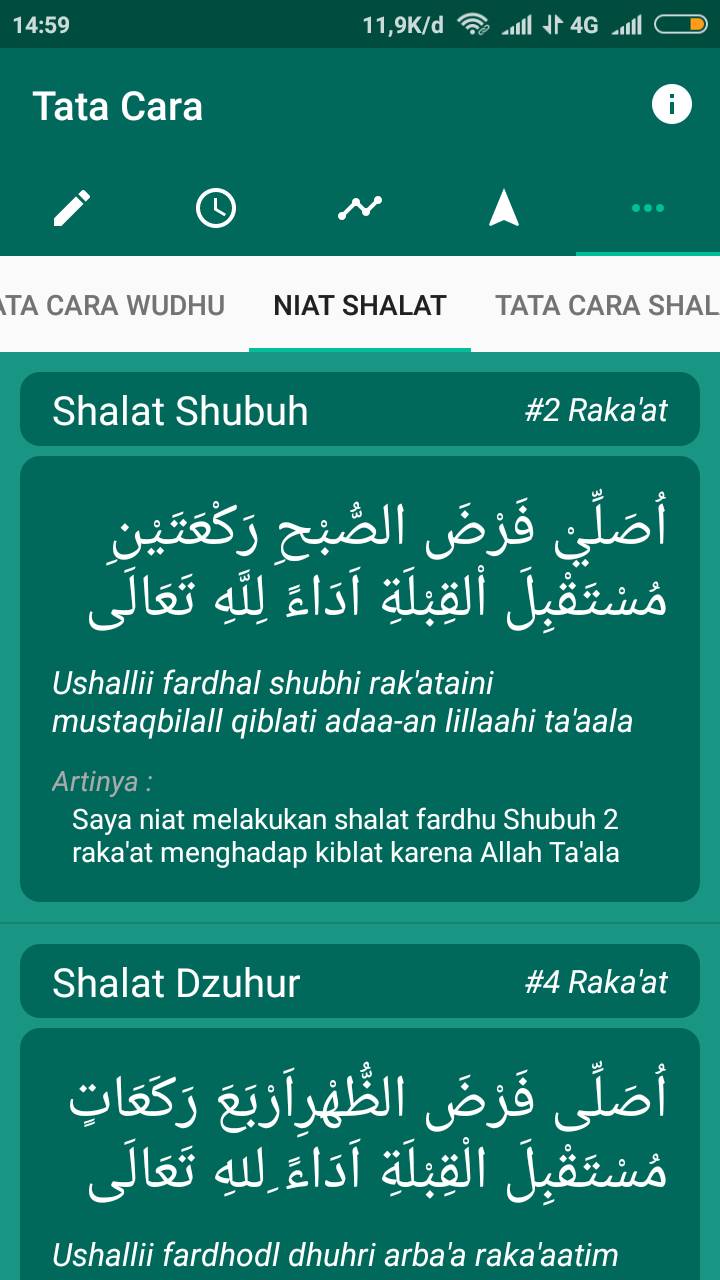 14:59 11,9K/d 4G
Tata Cara
ATA CARA WUDHU NIAT SHALAT TATA CARA SHAL
Shalat Shubuh #2 Raka'at
أُصَلِّيْ فَرْضَ الصُّبْحِ رَكْعَتَيْنِ
مُسْتَقْبِلَ اْلقِبْلَةِ اَدَاءً لِلَّهِ تَعَالَى
Ushallii fardhal shubhi rak'ataini
mustaqbilall qiblati adaa-an lillaahi ta'aala
Artinya :
Saya niat melakukan shalat fardhu Shubuh 2
raka'at menghadap kiblat karena Allah Ta'ala
Shalat Dzuhur #4 Raka'at
أُصَلِّى فَرْضَ الظُّهْرِاَرْبَعَ رَكَعَاتٍ
مُسْتَقْبِلَ الْقِبْلَةِ اَدَاءً ِللهِ تَعَالَى
Ushallii fardhodl dhuhri arba'a raka'aatim